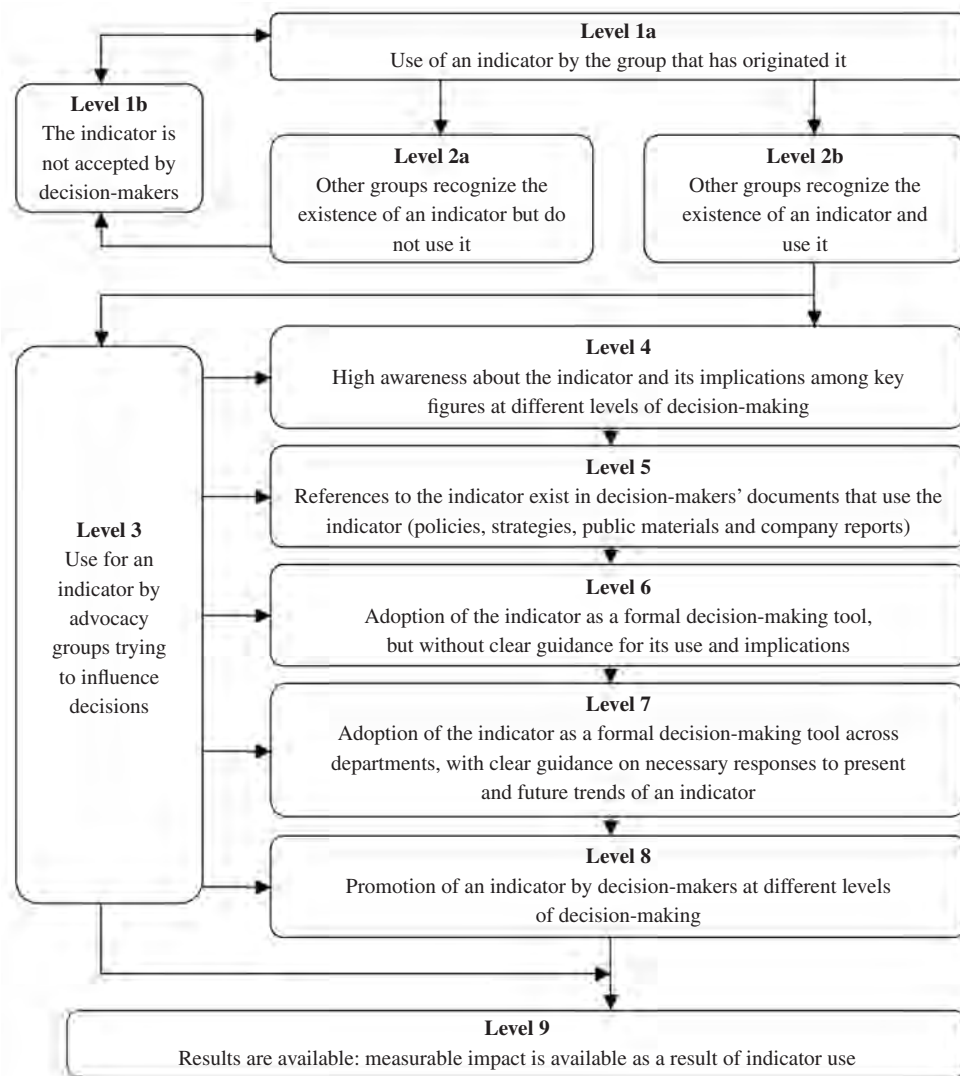 Level 1a
Use of an indicator by the group that has originated it
Level 1b
The indicator is
not accepted by
decision-makers
Level 2a
Other groups recognize the
existence of an indicator but do
not use it
Level 2b
Other groups recognize the
existence of an indicator and
use it
Level 3
Use for an
indicator by
advocacy
groups trying
to influence
decisions
Level 4
High awareness about the indicator and its implications among key
figures at different levels of decision-making
Level 5
References to the indicator exist in decision-makers’ documents that use the
indicator (policies, strategies, public materials and company reports)
Level 6
Adoption of the indicator as a formal decision-making tool,
but without clear guidance for its use and implications
Level 7
Adoption of the indicator as a formal decision-making tool across
departments, with clear guidance on necessary responses to present
and future trends of an indicator
Level 8
Promotion of an indicator by decision-makers at different levels
of decision-making
Level 9
Results are available: measurable impact is available as a result of indicator use